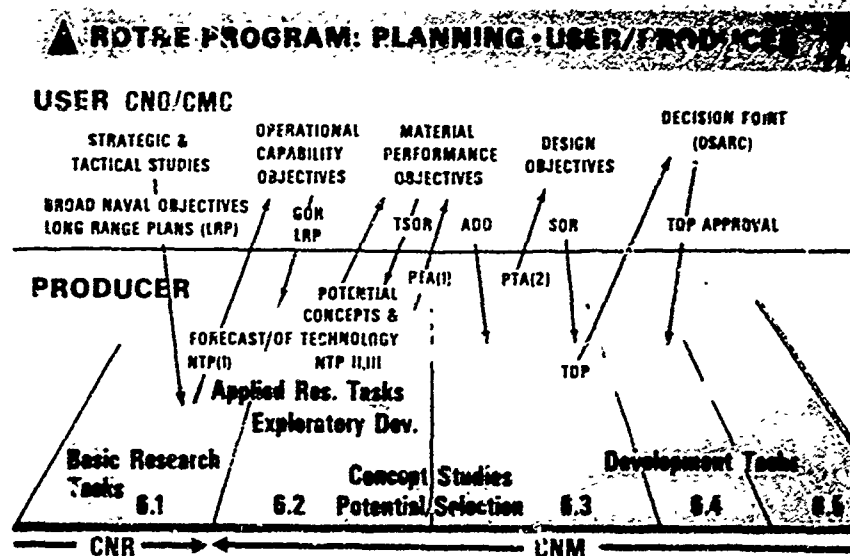 RDT&E PROGRAM: PLANNING - USER/PRODUCER
USER CNO/CMC
STRATEGIC &
TACTICAL STUDIES
BROAD NAVAL OBJECTIVES
LONG RANGE PLANS (LRP)
OPERATIONAL
CAPABILITY
OBJECTIVES
GOR
LRP
MATERIAL
PERFORMANCE
OBJECTIVES
TSOR
ADO
DESIGN
OBJECTIVES
SOR
DECISION POINT
(DSARC)
TDP APPROVAL
PRODUCER
PTA(1)
PTA(2)
POTENTIAL
CONCEPTS &
FORECAST/OF TECHNOLOGY
NTP(I)
NTP II,III
TDP
Applied Res. Tasks
Exploratory Dev.
Basic Research
Tasks
Concept Studies
Potential Selection
Development Tasks
6.1
6.2
6.3
6.4
6.5
CNR
CNM